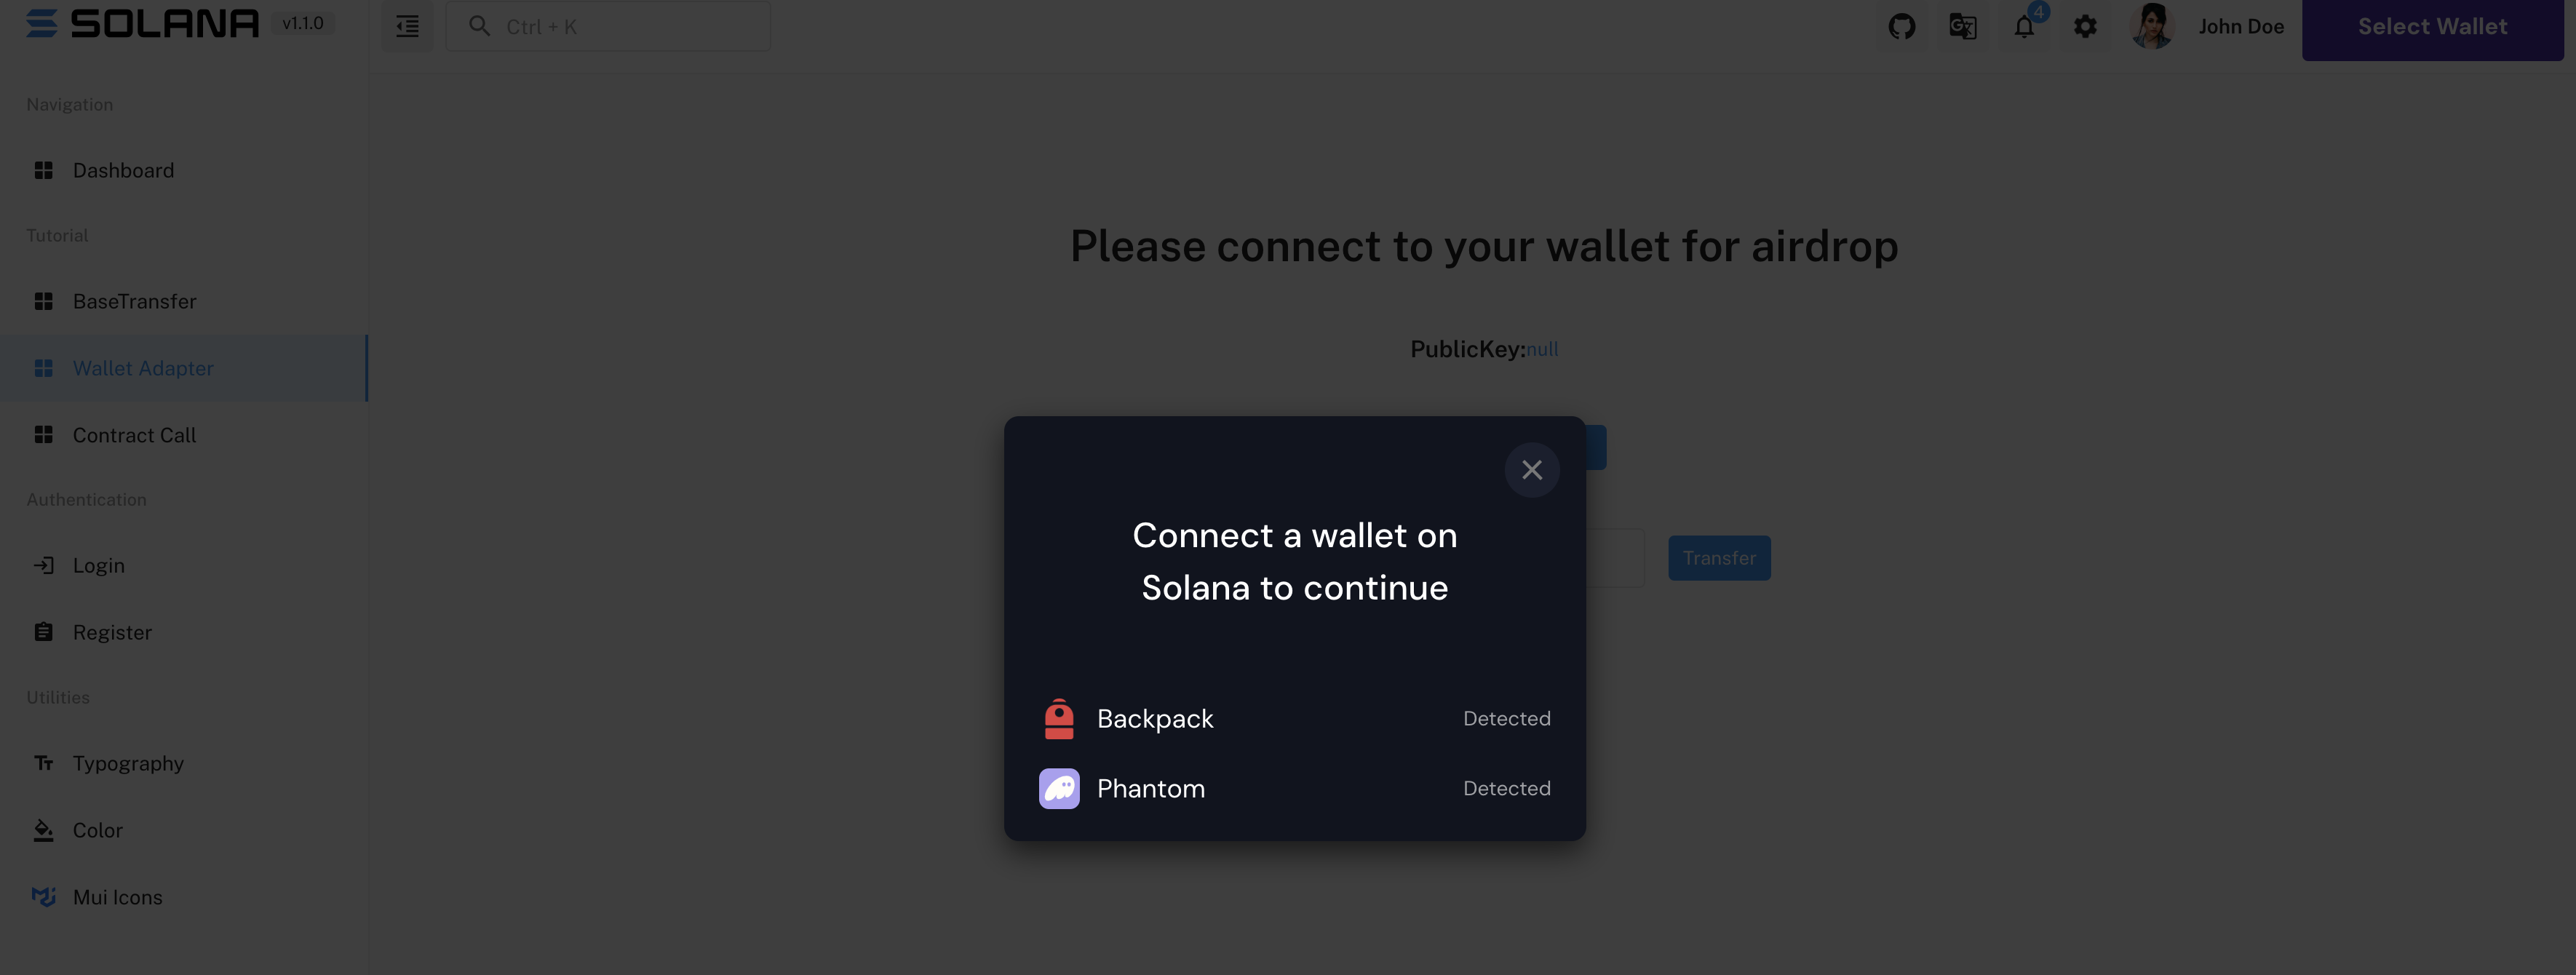 SOLANA v1.1.0
Ctrl + K
4
John Doe
Select Wallet
Navigation
Dashboard
Tutorial
BaseTransfer
Wallet Adapter
Contract Call
Authentication
Login
Register
Utilities
Typography
Color
Mui Icons
Please connect to your wallet for airdrop
PublicKey:null
Transfer
Connect a wallet on
Solana to continue
Backpack Detected
Phantom Detected